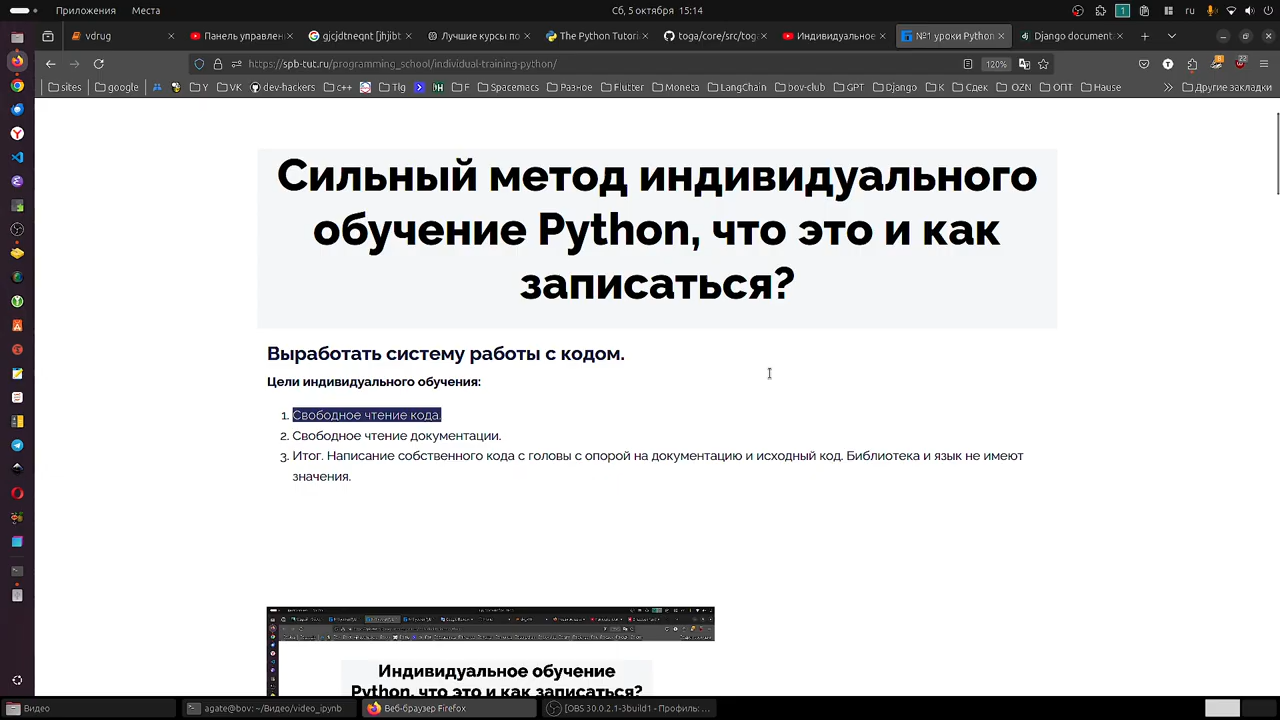 Приложения Места Сб, 5 октября 15:14 1 ru
vdrug Панель управлен gjcjdtneqnt [jhjibt Лучшие курсы по The Python Tutori toga/core/src/tog Индивидуальное №1 уроки Python Django document
https://spb-tut.ru/programming_school/individual-training-python/ 120%
sites google Y VK dev-hackers c++ Tlg F Spacemacs Разное Flutter Moneta LangChain bov-club GPT Django K Сдек OZN ОПТ Hause Другие закладки
Сильный метод индивидуального
обучение Python, что это и как
записаться?
Выработать систему работы с кодом.
Цели индивидуального обучения:
1. Свободное чтение кода.
2. Свободное чтение документации.
3. Итог. Написание собственного кода с головы с опорой на документацию и исходный код. Библиотека и язык не имеют
значения.
Индивидуальное обучение
Python, что это и как записаться?
Видео agate@bov: ~/Видео/video_ipynb Веб-браузер Firefox [OBS 30.0.2.1-3build1 - Профиль: ...